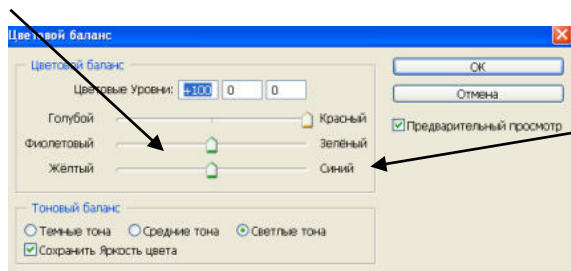 Цветовой баланс
Цветовой баланс
Цветовые Уровни: +100 0 0
Голубой Красный
Фиолетовый Зелёный
Жёлтый Синий
Тоновый баланс
Темные тона Средние тона Светлые тона
Сохранить Яркость цвета
ОК
Отмена
Предварительный просмотр